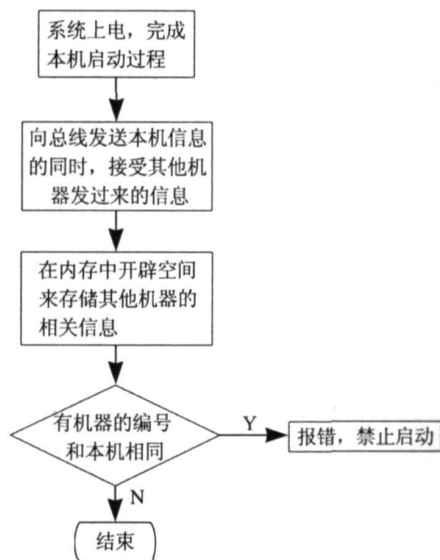 系统上电，完成
本机启动过程
向总线发送本机信息
的同时，接受其他机
器发过来的信息
在内存中开辟空间
来存储其他机器的
相关信息
有机器的编号
和本机相同
Y
报错，禁止启动
N
结束